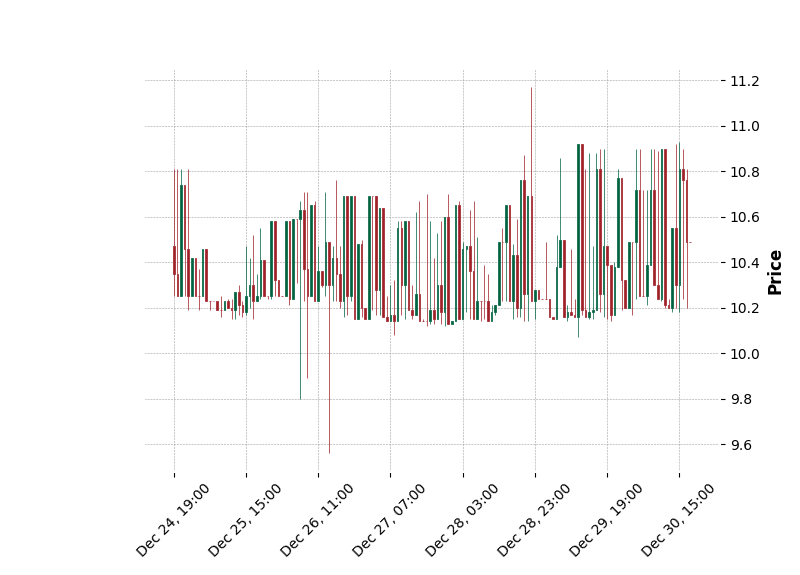 11.2
11.0
10.8
10.6
10.4
10.2
10.0
9.8
9.6
Price
Dec 24, 19:00
Dec 25, 15:00
Dec 26, 11:00
Dec 27, 07:00
Dec 28, 03:00
Dec 28, 23:00
Dec 29, 19:00
Dec 30, 15:00